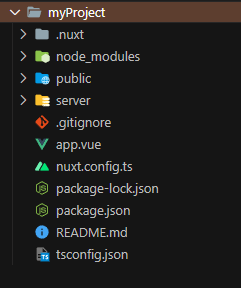 myProject
.nuxt
node_modules
public
server
.gitignore
app.vue
nuxt.config.ts
package-lock.json
package.json
README.md
tsconfig.json